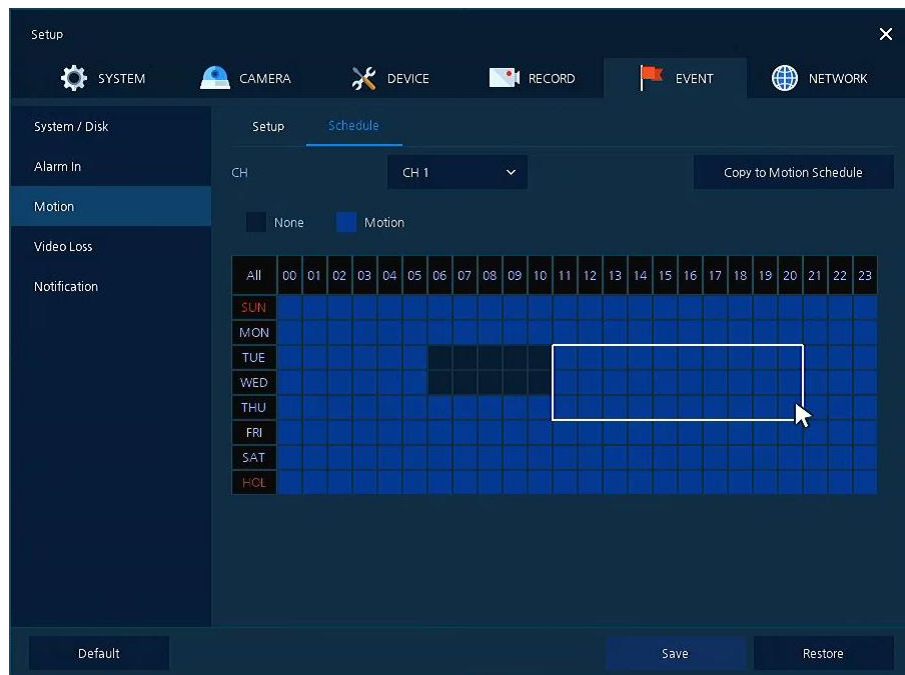 Setup
SYSTEM CAMERA DEVICE RECORD EVENT NETWORK
System / Disk
Alarm In
Motion
Video Loss
Notification
Setup Schedule
CH CH 1 Copy to Motion Schedule
None Motion
All 00 01 02 03 04 05 06 07 08 09 10 11 12 13 14 15 16 17 18 19 20 21 22 23
SUN
MON
TUE
WED
THU
FRI
SAT
HOL
Default Save Restore